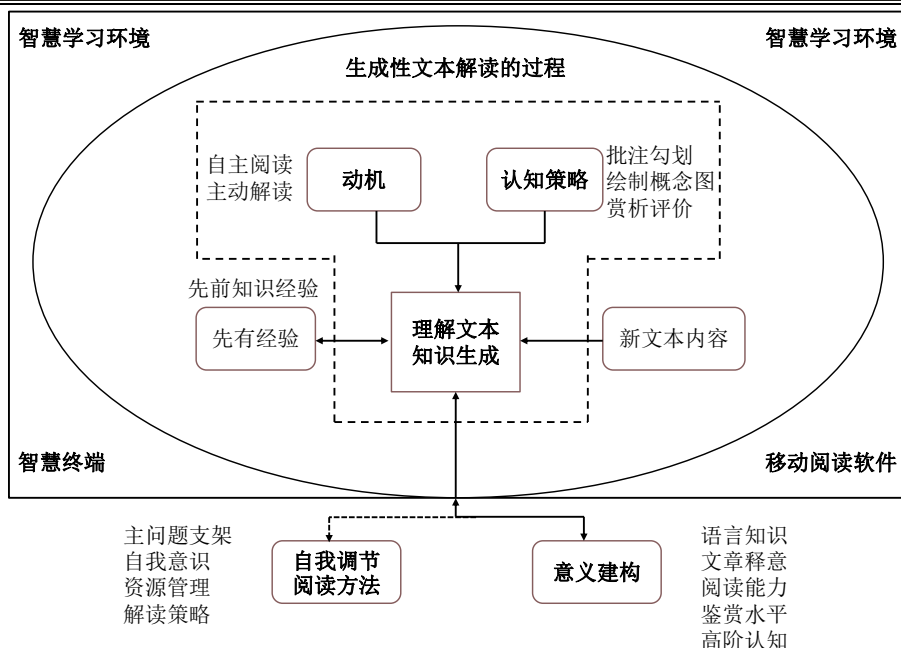 智慧学习环境
智慧学习环境
生成性文本解读的过程
自主阅读
主动解读
动机
认知策略
批注勾划
绘制概念图
赏析评价
先前知识经验
先有经验
理解文本
知识生成
新文本内容
智慧终端
移动阅读软件
主问题支架
自我意识
资源管理
解读策略
自我调节
阅读方法
意义建构
语言知识
文章释意
阅读能力
鉴赏水平
高阶认知